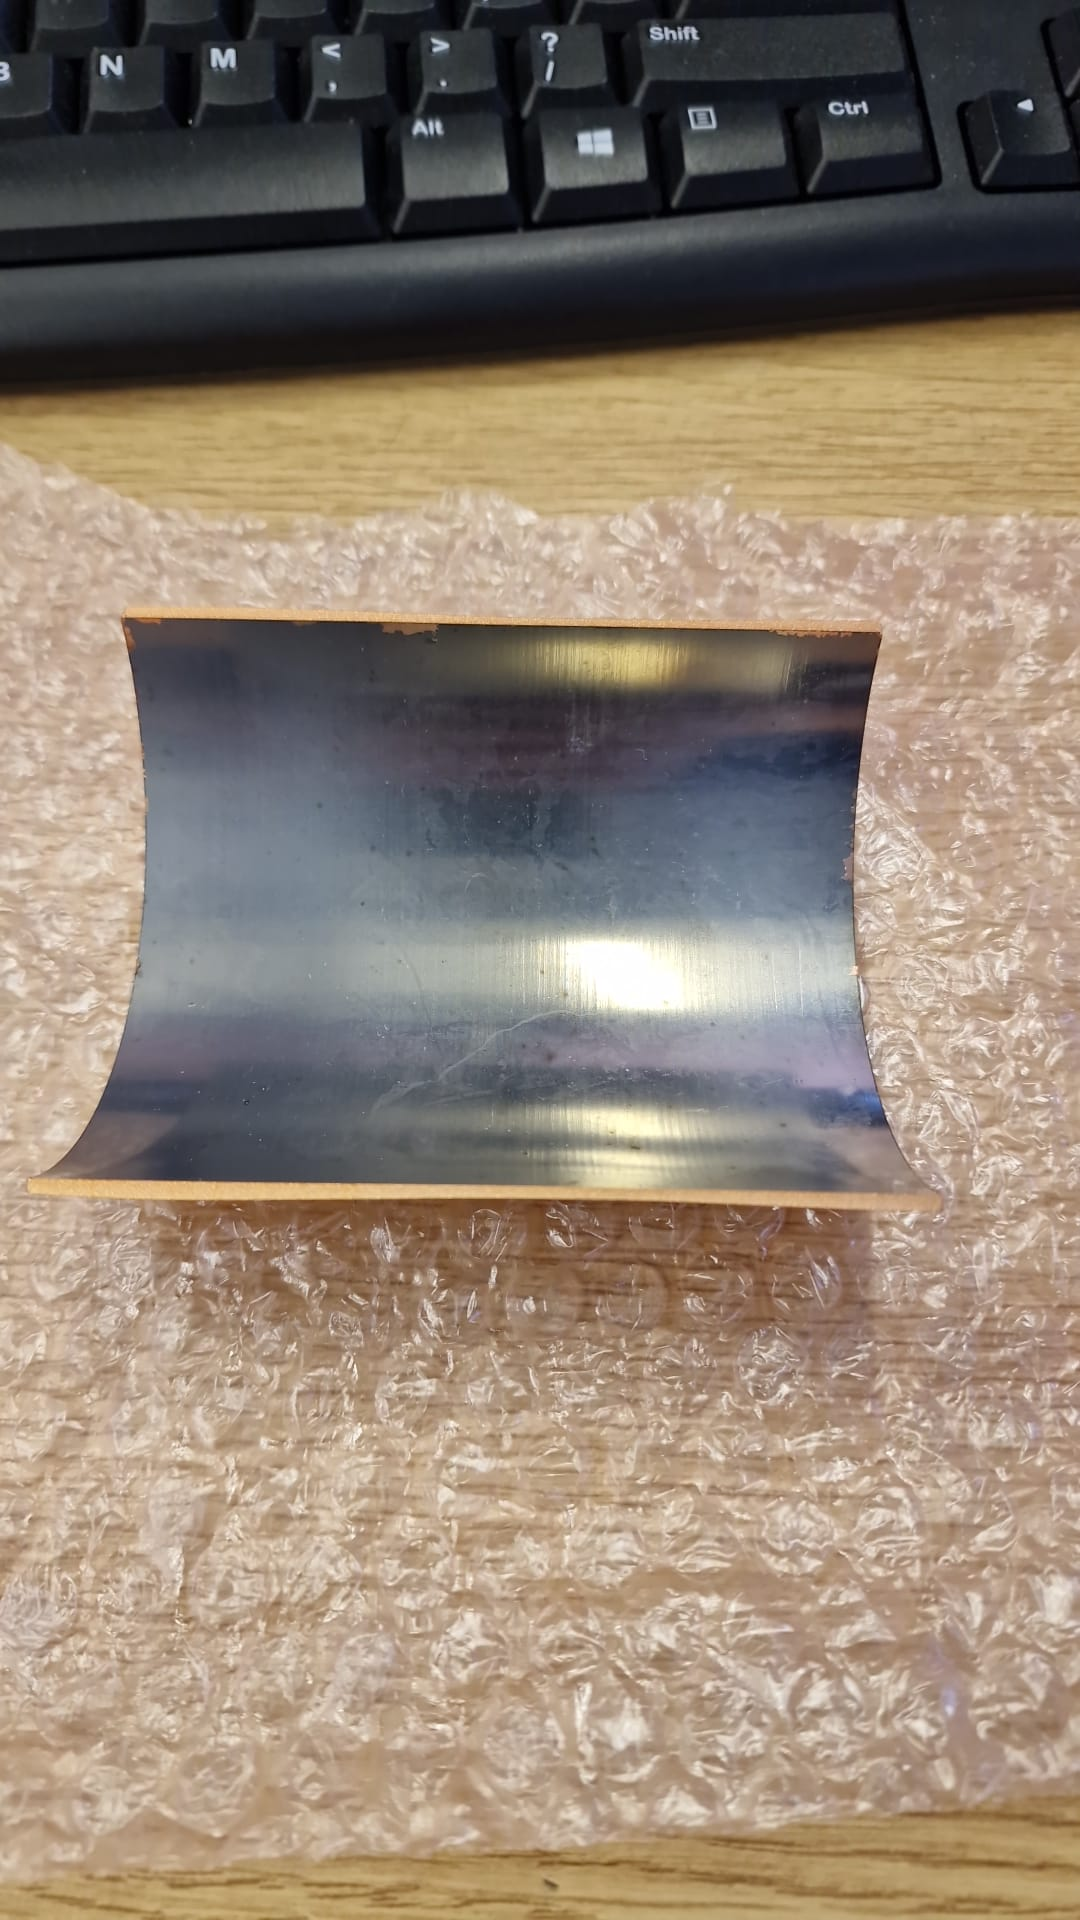 N M < > ? Shift
, . /
Alt Ctrl